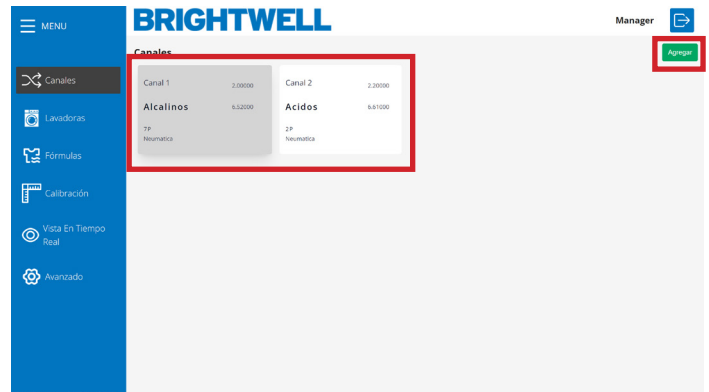 MENU
BRIGHTWELL
Manager
Canales
Agregar
Canales
Lavadoras
Fórmulas
Calibración
Vista En Tiempo
Real
Avanzado
Canal 1
2.00000
Alcalinos
6.52000
7P
Neumatica
Canal 2
2.20000
Acidos
6.61000
2P
Neumatica